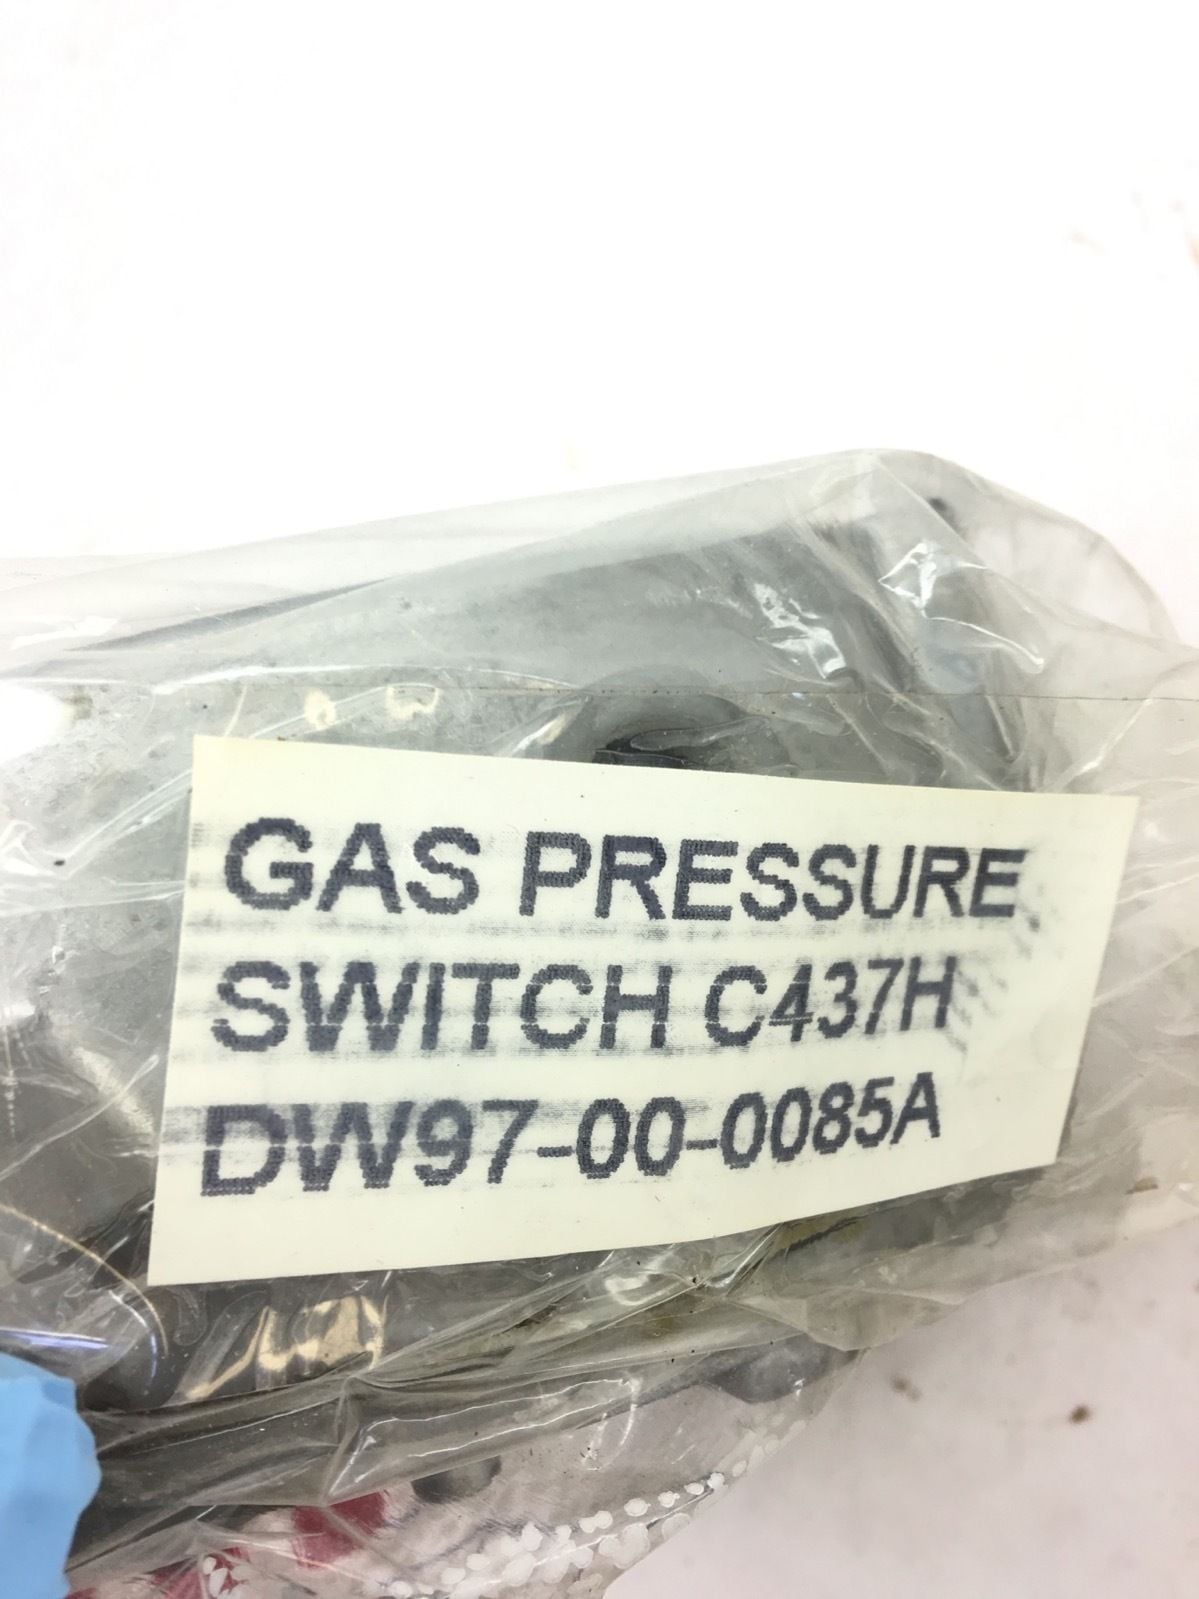 GAS PRESSURE
SWITCH C437H
DW97-00-0085A